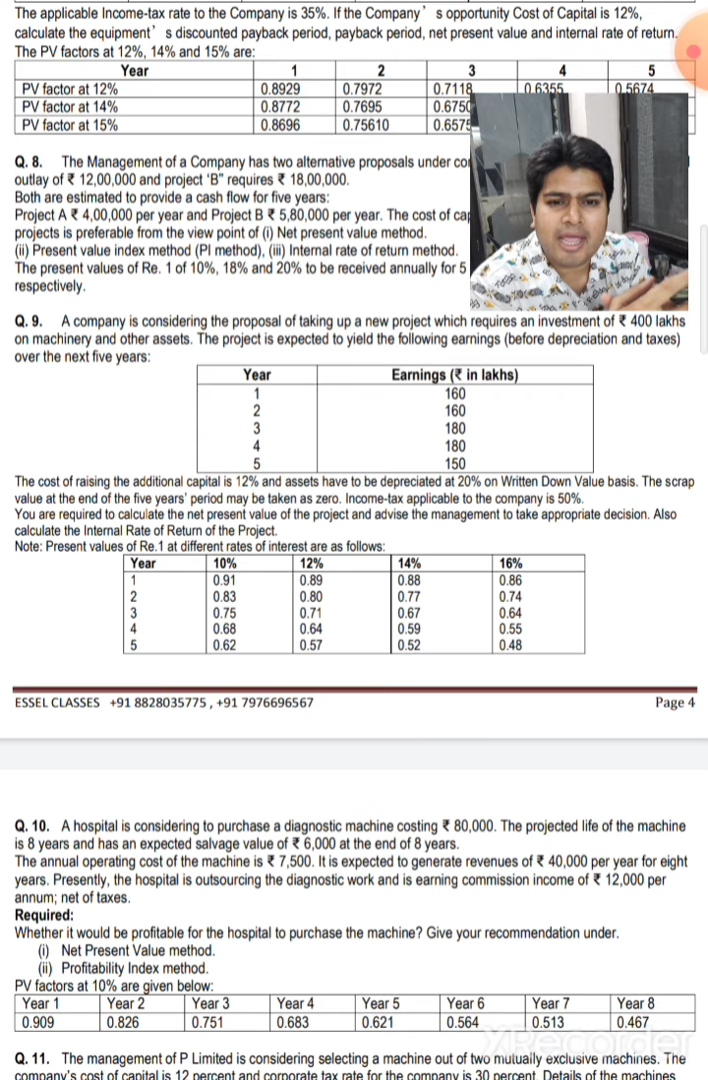 The applicable Income-tax rate to the Company is 35%. If the Company' s opportunity Cost of Capital is 12%,
calculate the equipment' s discounted payback period, payback period, net present value and internal rate of return.
The PV factors at 12%, 14% and 15% are:
Year 1 2 3 4 5
PV factor at 12% 0.8929 0.7972 0.7118 0.6355 0.5674
PV factor at 14% 0.8772 0.7695 0.6750
PV factor at 15% 0.8696 0.75610 0.6575
Q. 8. The Management of a Company has two alternative proposals under
outlay of ₹ 12,00,000 and project 'B" requires ₹ 18,00,000.
Both are estimated to provide a cash flow for five years:
Project A ₹ 4,00,000 per year and Project B ₹ 5,80,000 per year. The cost of
projects is preferable from the view point of (i) Net present value method.
(ii) Present value index method (PI method), (iii) Internal rate of return method.
The present values of Re. 1 of 10%, 18% and 20% to be received annually for 5
respectively.
Q. 9. A company is considering the proposal of taking up a new project which requires an investment of ₹ 400 lakhs
on machinery and other assets. The project is expected to yield the following earnings (before depreciation and taxes)
over the next five years:
Year Earnings (₹ in lakhs)
1 160
2 160
3 180
4 180
5 150
The cost of raising the additional capital is 12% and assets have to be depreciated at 20% on Written Down Value basis. The scrap
value at the end of the five years' period may be taken as zero. Income-tax applicable to the company is 50%.
You are required to calculate the net present value of the project and advise the management to take appropriate decision. Also
calculate the Internal Rate of Return of the Project.
Note: Present values of Re.1 at different rates of interest are as follows:
Year 10% 12% 14% 16%
1 0.91 0.89 0.88 0.86
2 0.83 0.80 0.77 0.74
3 0.75 0.71 0.67 0.64
4 0.68 0.64 0.59 0.55
5 0.62 0.57 0.52 0.48
ESSEL CLASSES +91 8828035775 , +91 7976696567 Page 4
Q. 10. A hospital is considering to purchase a diagnostic machine costing ₹ 80,000. The projected life of the machine
is 8 years and has an expected salvage value of ₹ 6,000 at the end of 8 years.
The annual operating cost of the machine is ₹ 7,500. It is expected to generate revenues of ₹ 40,000 per year for eight
years. Presently, the hospital is outsourcing the diagnostic work and is earning commission income of ₹ 12,000 per
annum; net of taxes.
Required:
Whether it would be profitable for the hospital to purchase the machine? Give your recommendation under.
(i) Net Present Value method.
(ii) Profitability Index method.
PV factors at 10% are given below:
Year 1 Year 2 Year 3 Year 4 Year 5 Year 6 Year 7 Year 8
0.909 0.826 0.751 0.683 0.621 0.564 0.513 0.467
XRecorder
Q. 11. The management of P Limited is considering selecting a machine out of two mutually exclusive machines. The
company's cost of capital is 12 percent and corporate tax rate for the company is 30 percent. Details of the machines